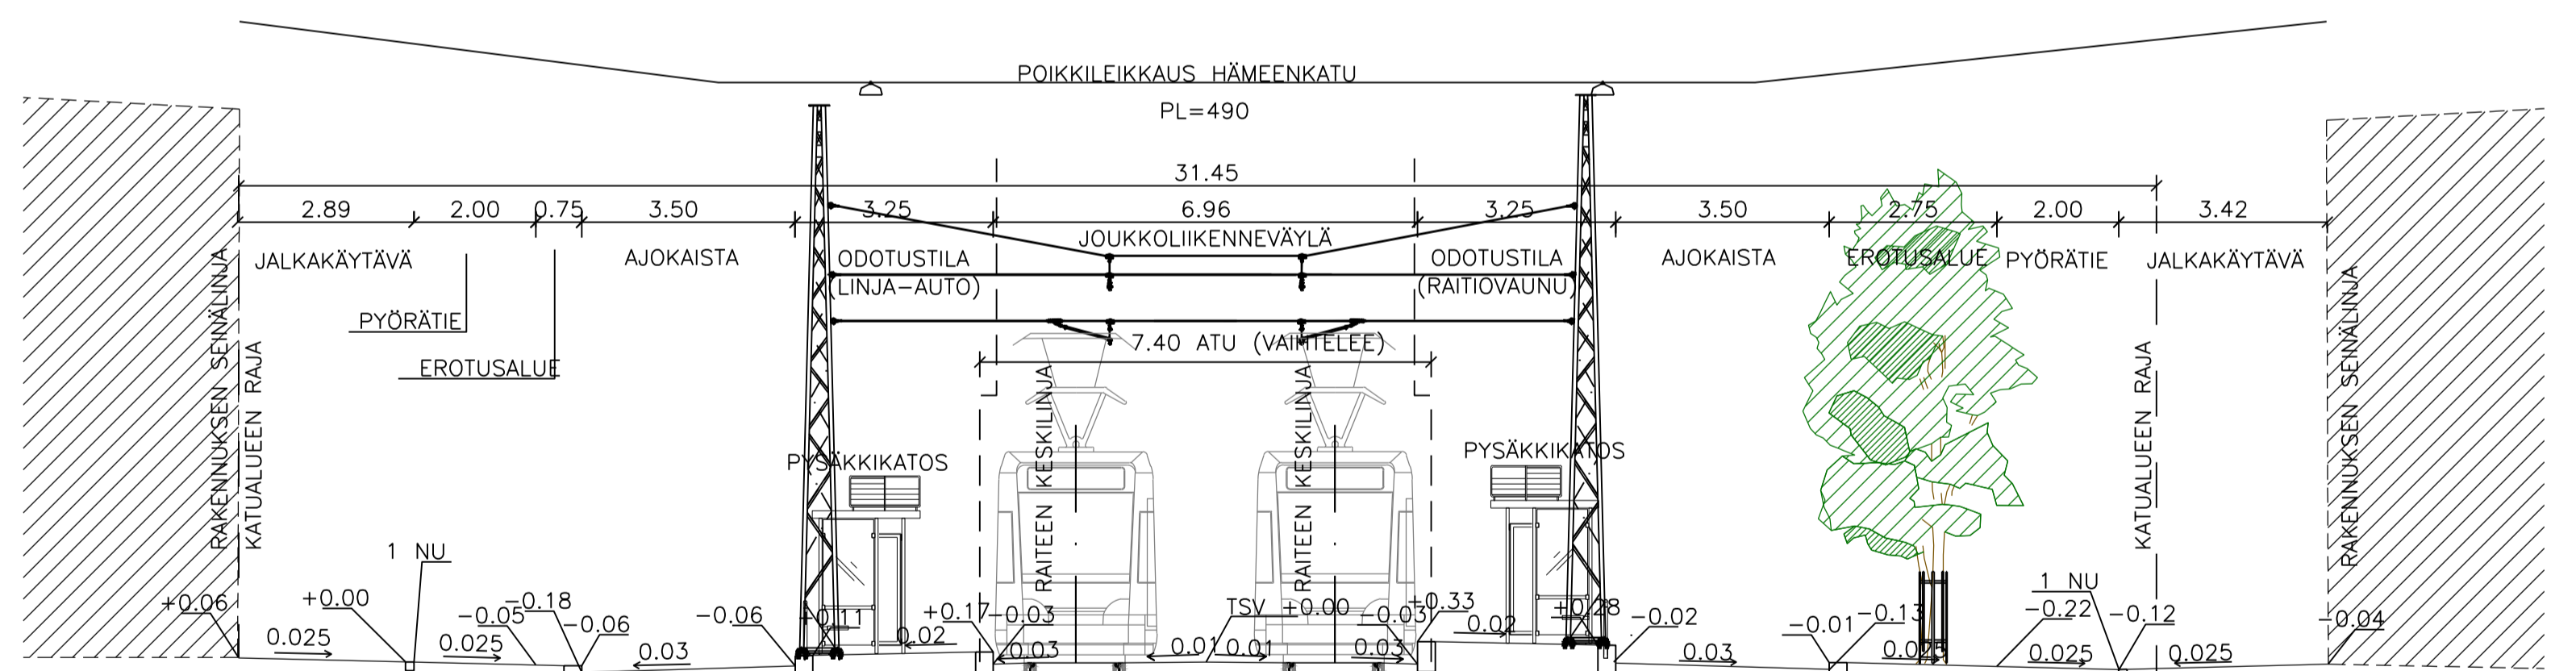 POIKKILEIKKAUS HÄMEENKATU
PL=490
31.45
2.89 2.00 0.75 3.50 3.25 6.96 3.25 3.50 2.75 2.00 3.42
JALKAKÄYTÄVÄ
PYÖRÄTIE
EROTUSALUE
AJOKAISTA
ODOTUSTILA
(LINJA-AUTO)
JOUKKOLIIKENNEVÄYLÄ
ODOTUSTILA
(RAITIOVAUNU)
AJOKAISTA
EROTUSALUE
PYÖRÄTIE
JALKAKÄYTÄVÄ
7.40 ATU (VAIHTELEE)
RAKENNUKSEN SEINÄLINJA
KATUALUEEN RAJA
RAITEEN KESKILINJA
RAITEEN KESKILINJA
KATUALUEEN RAJA
RAKENNUKSEN SEINÄLINJA
PYSÄKKIKATOS
PYSÄKKIKATOS
1 NU
1 NU
+0.06 +0.00 -0.05 -0.18 -0.06 -0.06 +0.11 +0.17 -0.03 TSV +0.00 -0.03 +0.33 +0.28 -0.02 -0.01 -0.13 -0.22 -0.12 -0.04
0.025 0.025 0.03 0.02 0.03 0.01 0.01 0.03 0.02 0.03 0.025 0.025 0.025